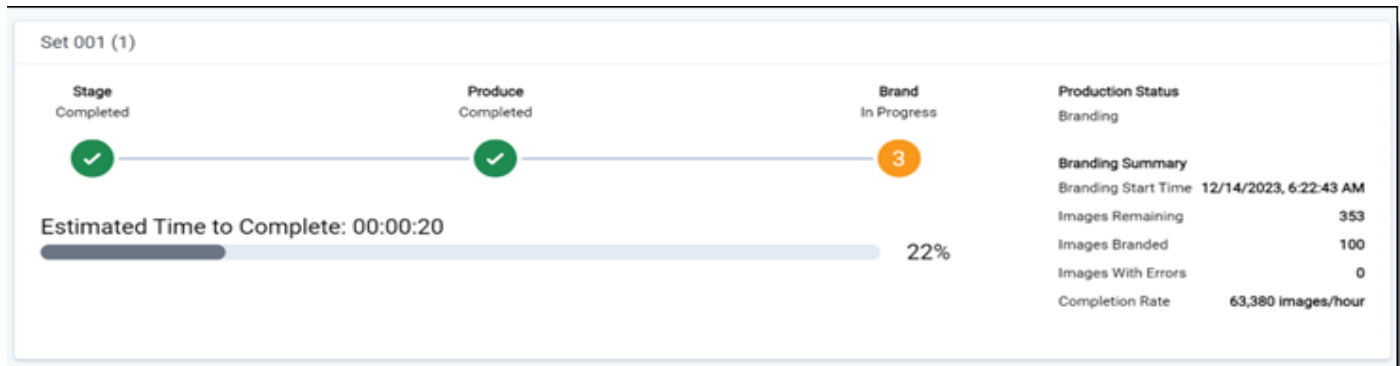 Set 001 (1)
Stage
Completed
Produce
Completed
Brand
In Progress
3
Estimated Time to Complete: 00:00:20
22%
Production Status
Branding
Branding Summary
Branding Start Time 12/14/2023, 6:22:43 AM
Images Remaining 353
Images Branded 100
Images With Errors 0
Completion Rate 63,380 images/hour